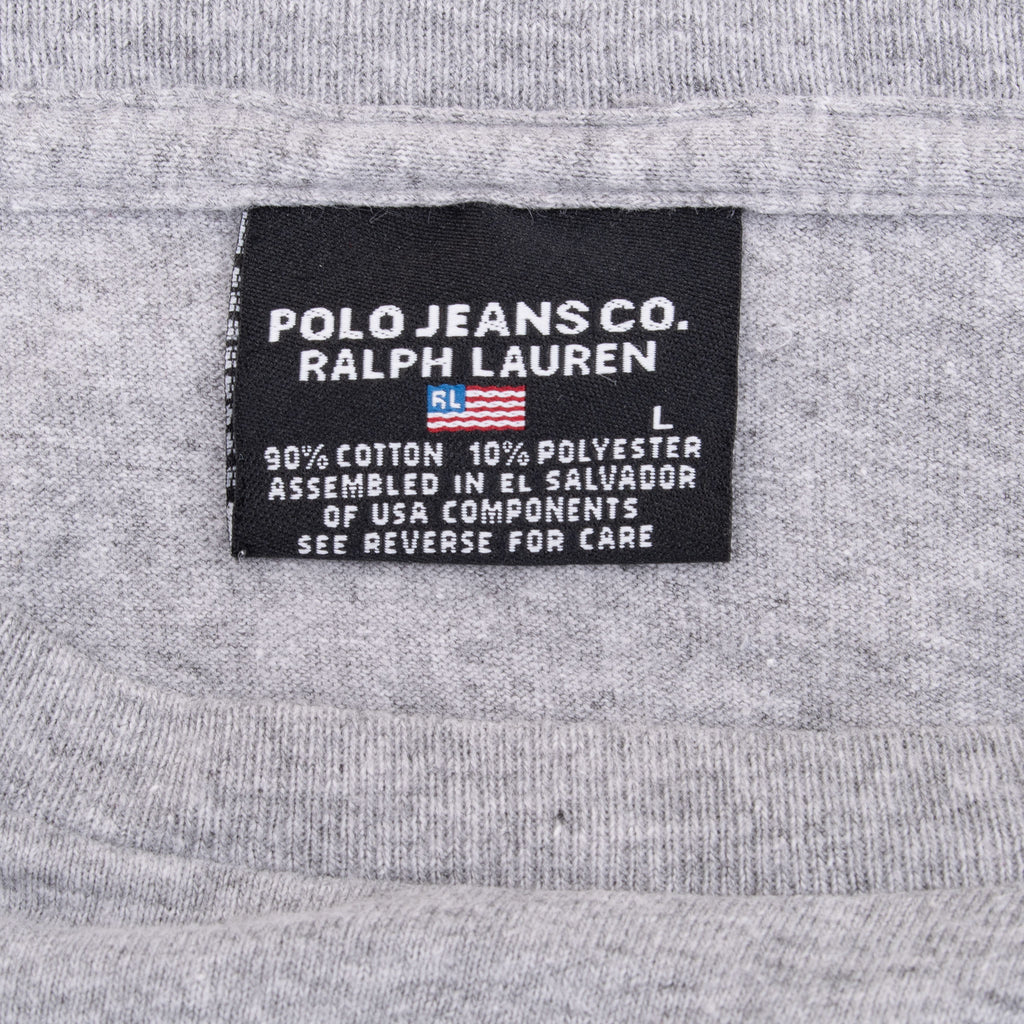 POLO JEANS CO.
RALPH LAUREN
RL
L
90% COTTON 10% POLYESTER
ASSEMBLED IN EL SALVADOR
OF USA COMPONENTS
SEE REVERSE FOR CARE